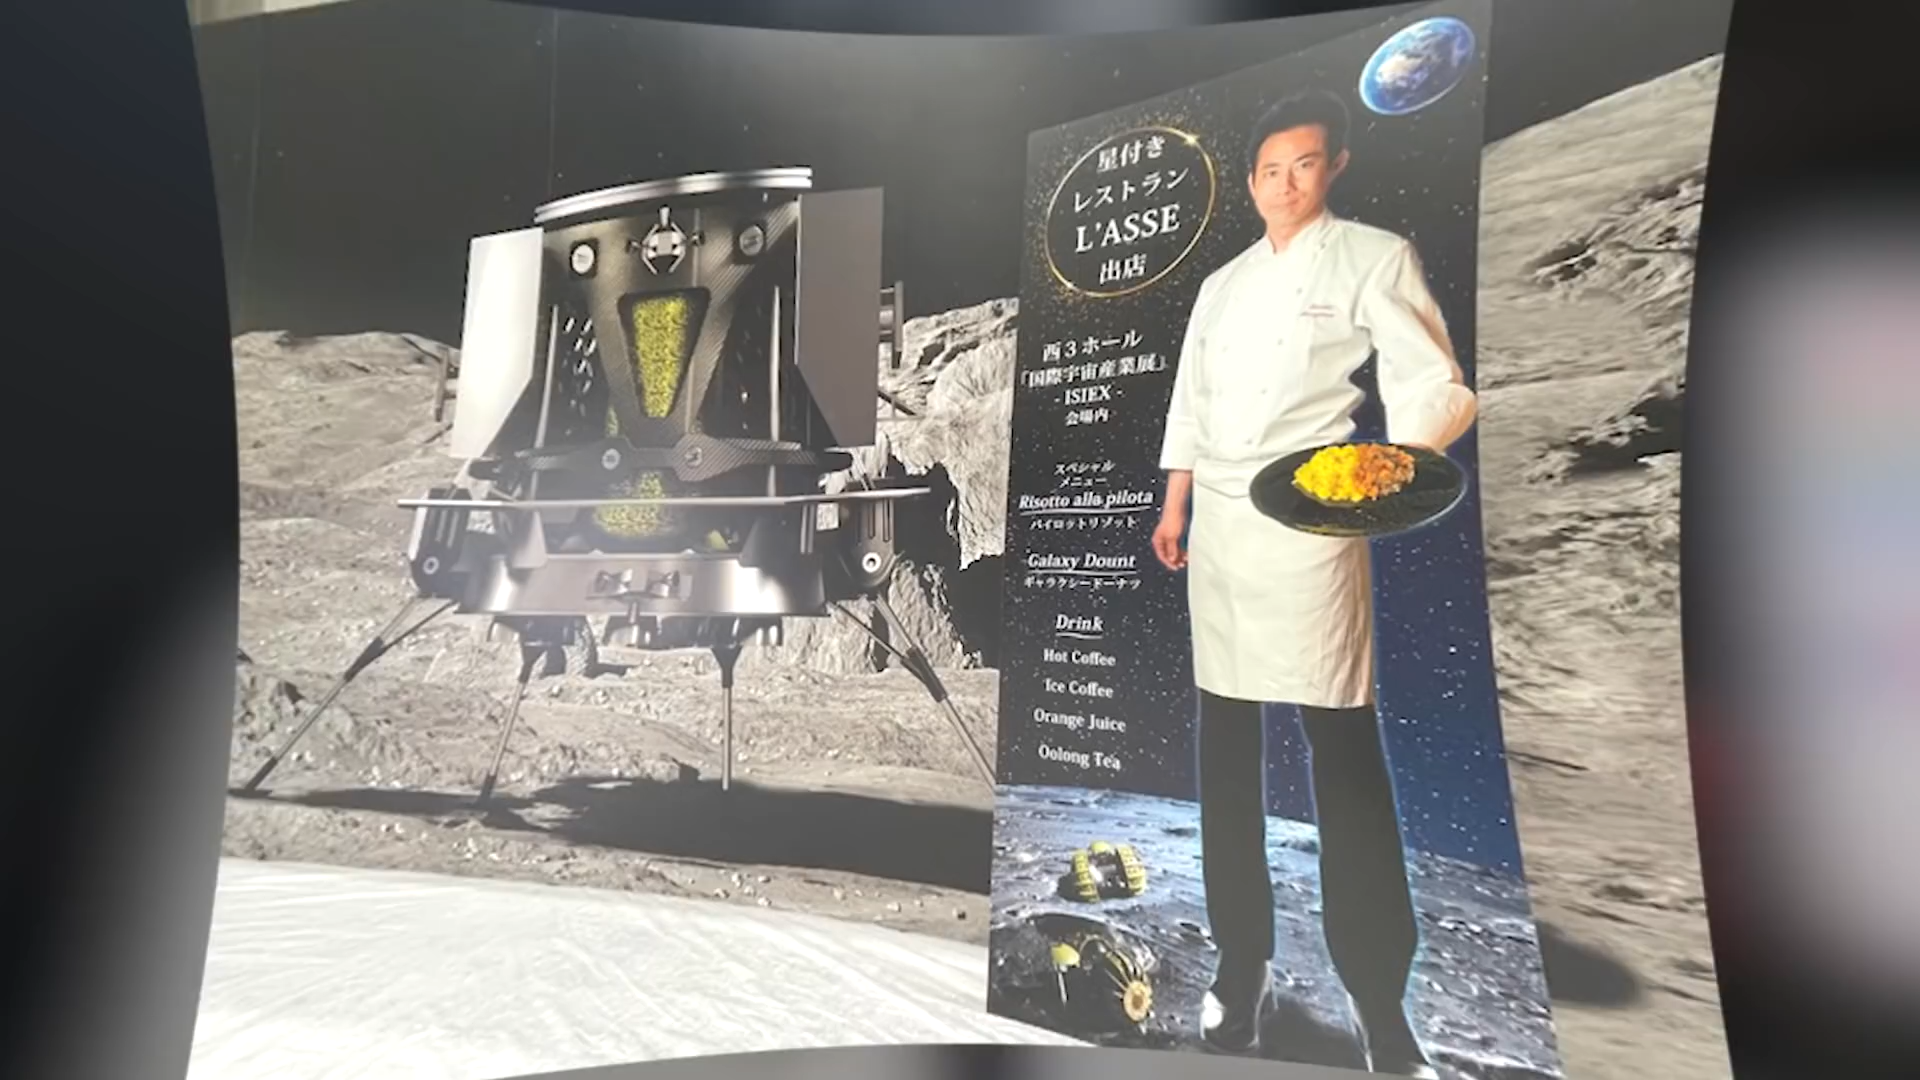 星付き
レストラン
L'ASSE
出店
西3ホール
「国際宇宙産業展」
- ISIEX -
会場内
スペシャル
メニュー
Risotto alla pilota
パイロットリゾット
Galaxy Dount
ギャラクシードーナツ
Drink
Hot Coffee
Ice Coffee
Orange Juice
Oolong Tea